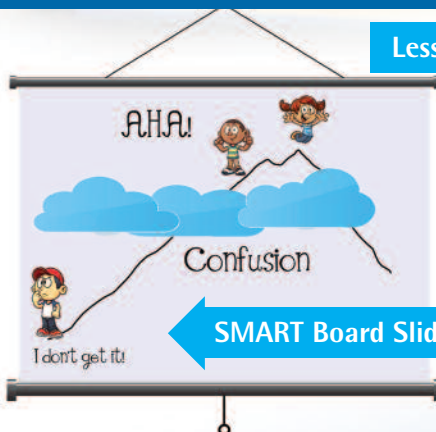 Less
AHA!
Confusion
SMART Board Slid
I don't get it!